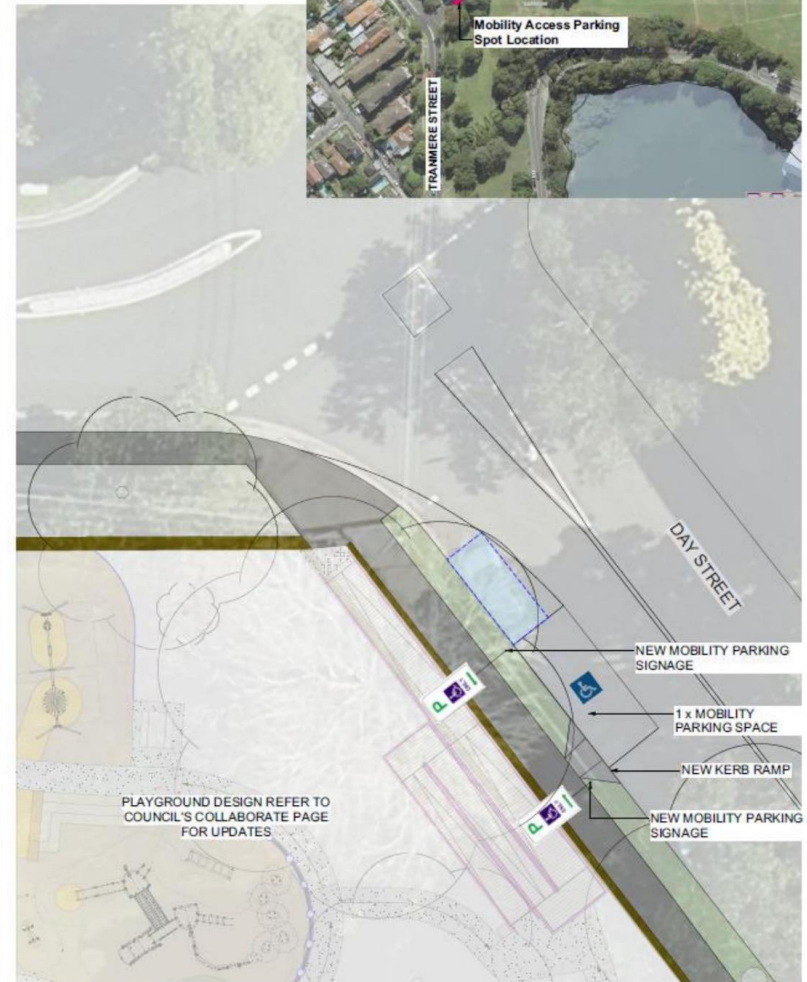 Mobility Access Parking
Spot Location
TRANMERE STREET
DAY STREET
NEW MOBILITY PARKING
SIGNAGE
P
1 x MOBILITY
PARKING SPACE
NEW KERB RAMP
P
NEW MOBILITY PARKING
SIGNAGE
PLAYGROUND DESIGN REFER TO
COUNCIL'S COLLABORATE PAGE
FOR UPDATES